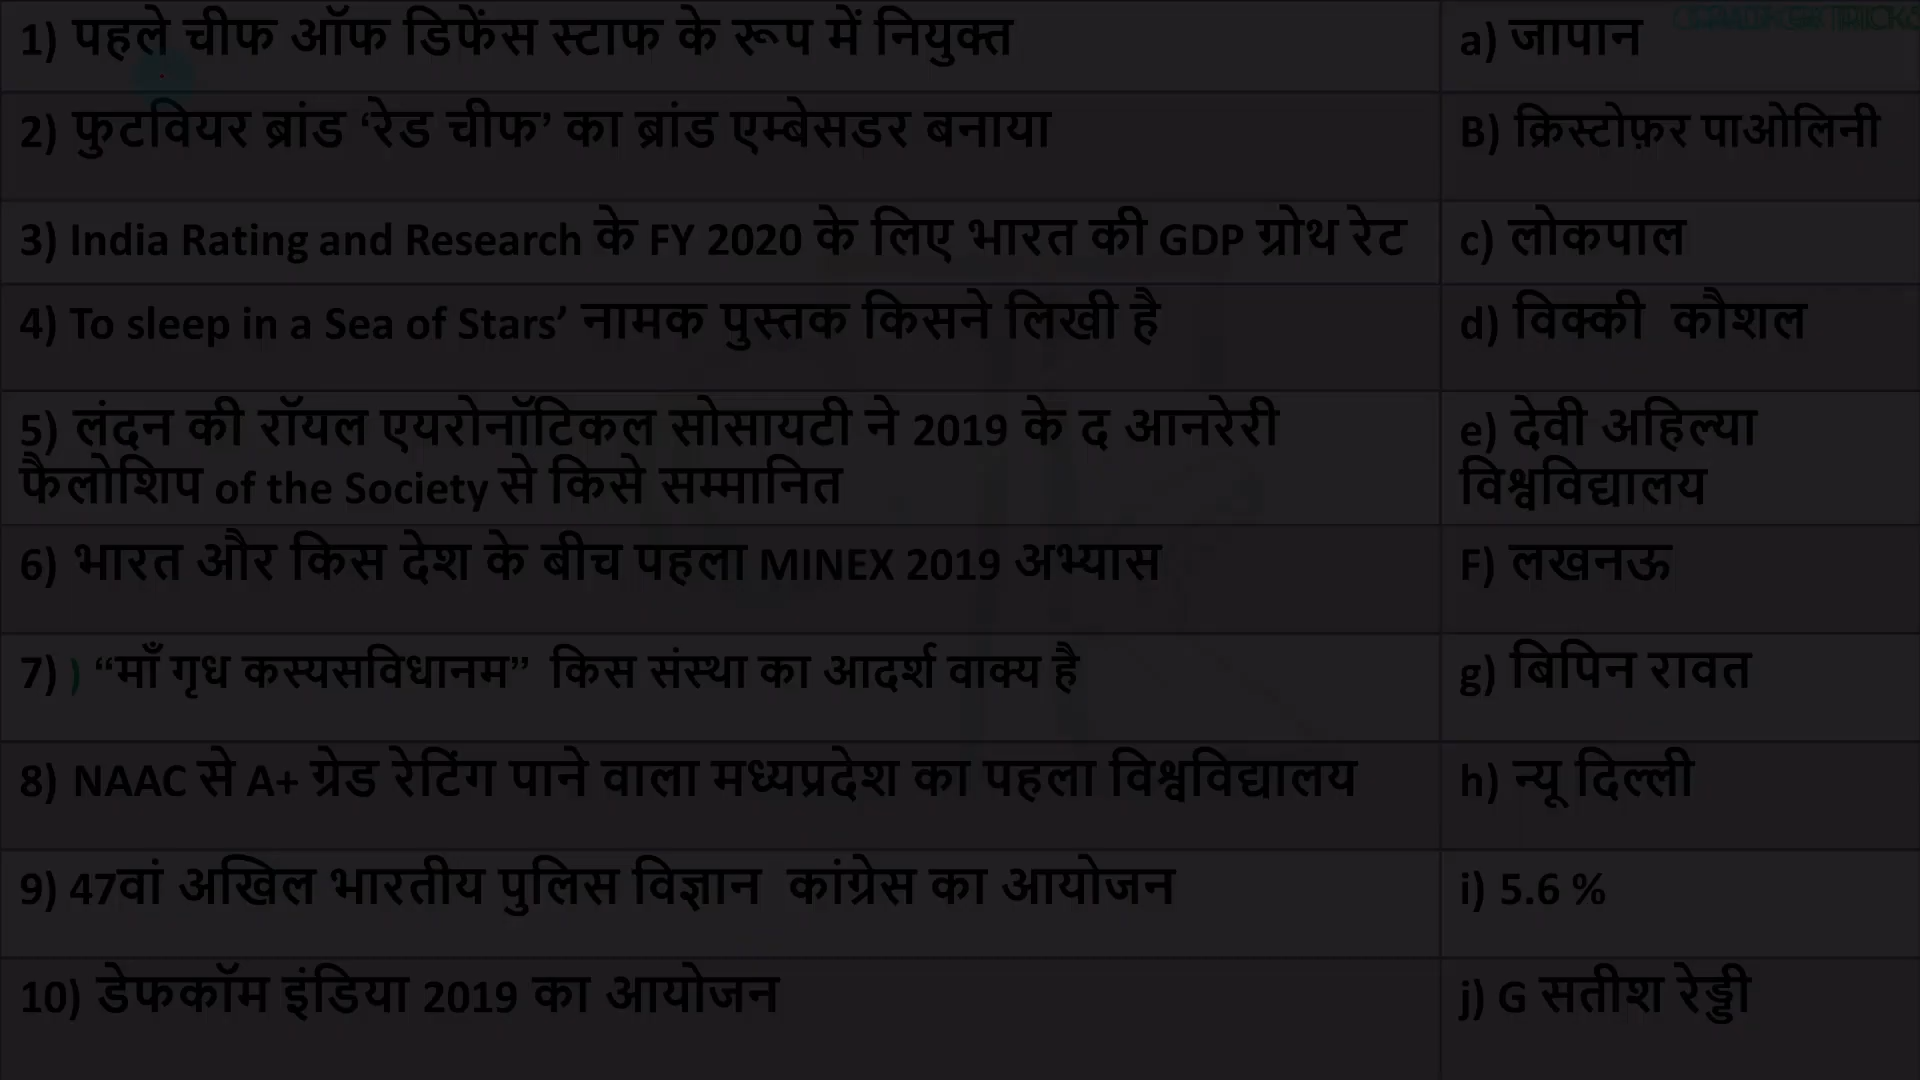 1) पहले चीफ ऑफ डिफेंस स्टाफ के रूप में नियुक्त
a) जापान
2) फुटवियर ब्रांड ‘रेड चीफ’ का ब्रांड एम्बेसडर बनाया
B) क्रिस्टोफ़र पाओलिनी
3) India Rating and Research के FY 2020 के लिए भारत की GDP ग्रोथ रेट
c) लोकपाल
4) To sleep in a Sea of Stars’ नामक पुस्तक किसने लिखी है
d) विक्की कौशल
5) लंदन की रॉयल एयरोनॉटिकल सोसायटी ने 2019 के द आनरेरी
फैलोशिप of the Society से किसे सम्मानित
e) देवी अहिल्या
विश्वविद्यालय
6) भारत और किस देश के बीच पहला MINEX 2019 अभ्यास
F) लखनऊ
7) ) “माँ गृध कस्यसविधानम” किस संस्था का आदर्श वाक्य है
g) बिपिन रावत
8) NAAC से A+ ग्रेड रेटिंग पाने वाला मध्यप्रदेश का पहला विश्वविद्यालय
h) न्यू दिल्ली
9) 47वां अखिल भारतीय पुलिस विज्ञान कांग्रेस का आयोजन
i) 5.6 %
10) डेफकॉम इंडिया 2019 का आयोजन
j) G सतीश रेड्डी